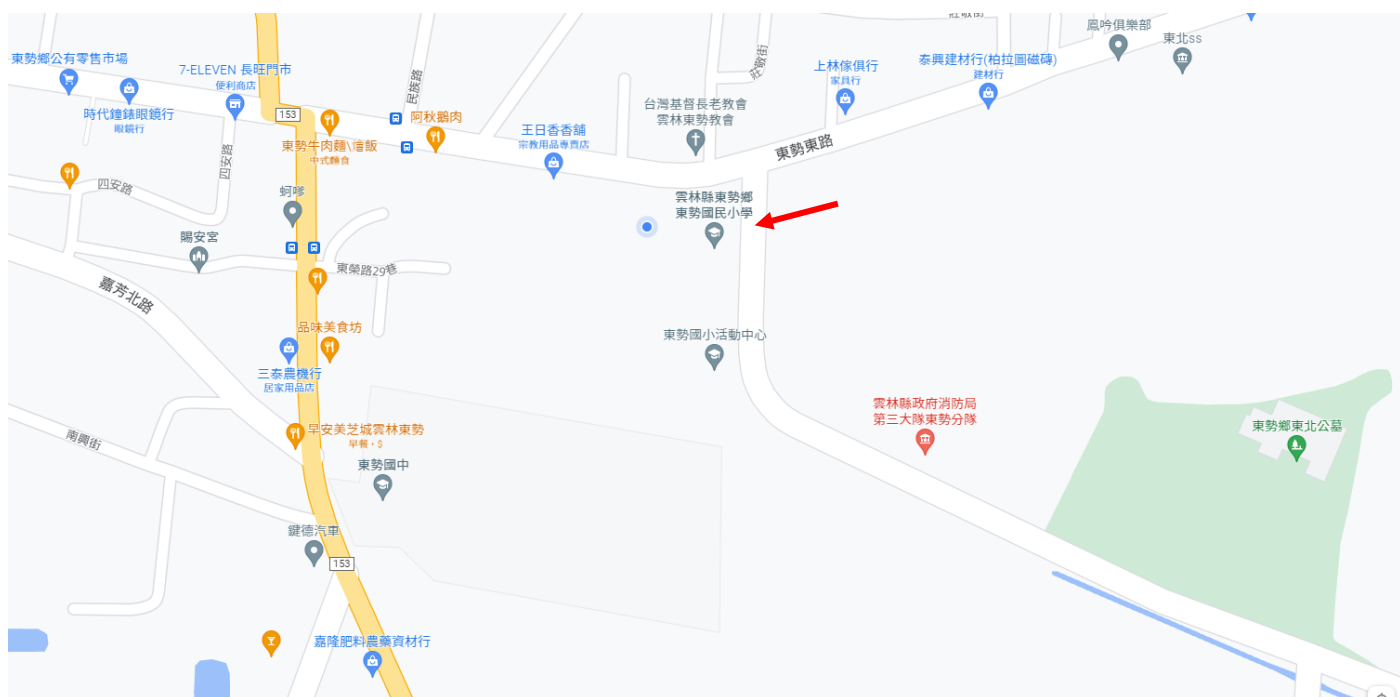 莊敬街
鳳吟俱樂部
東北ss
東勢鄉公有零售市場
7-ELEVEN 長旺門市
便利商店
時代鐘錶眼鏡行
眼鏡行
民族路
莊敬街
上林傢俱行
家具行
泰興建材行(柏拉圖磁磚)
建材行
153
阿秋鵝肉
台灣基督長老教會
雲林東勢教會
王日香香舖
宗教用品專賣店
東勢牛肉麵\燴飯
中式麵食
東勢東路
四安路
四安路
蚵嗲
雲林縣東勢鄉
東勢國民小學
賜安宮
東榮路29巷
嘉芳北路
品味美食坊
東勢國小活動中心
三泰農機行
居家用品店
雲林縣政府消防局
第三大隊東勢分隊
東勢鄉東北公墓
早安美芝城雲林東勢
早餐・$
南興街
東勢國中
鍵德汽車
153
嘉隆肥料農藥資材行